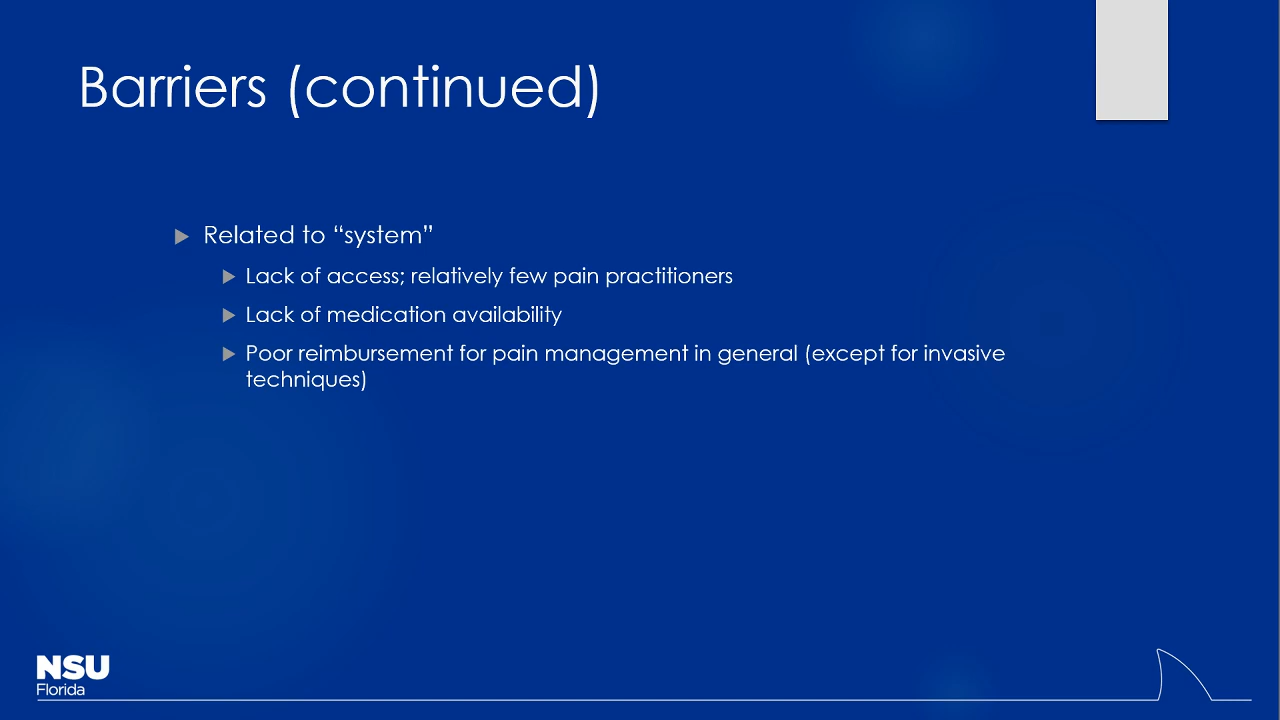 Barriers (continued)
Related to “system”
Lack of access; relatively few pain practitioners
Lack of medication availability
Poor reimbursement for pain management in general (except for invasive
techniques)
NSU
Florida